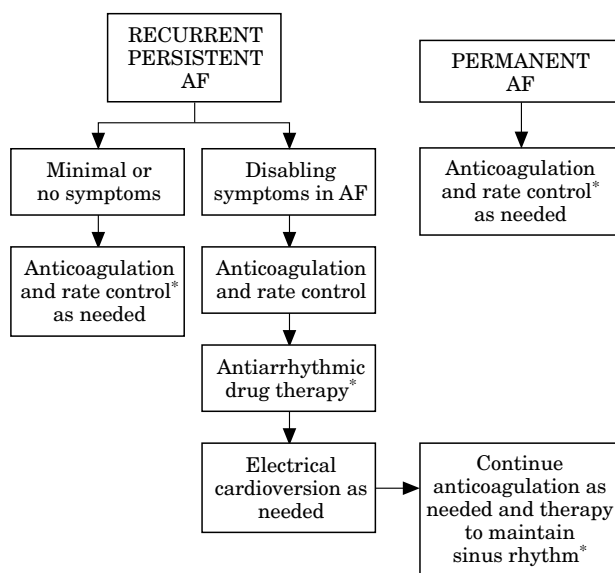 RECURRENT
PERSISTENT
AF
PERMANENT
AF
Minimal or
no symptoms
Disabling
symptoms in AF
Anticoagulation
and rate control*
as needed
Anticoagulation
and rate control*
as needed
Anticoagulation
and rate control
Antiarrhythmic
drug therapy*
Electrical
cardioversion as
needed
Continue
anticoagulation as
needed and therapy
to maintain
sinus rhythm*